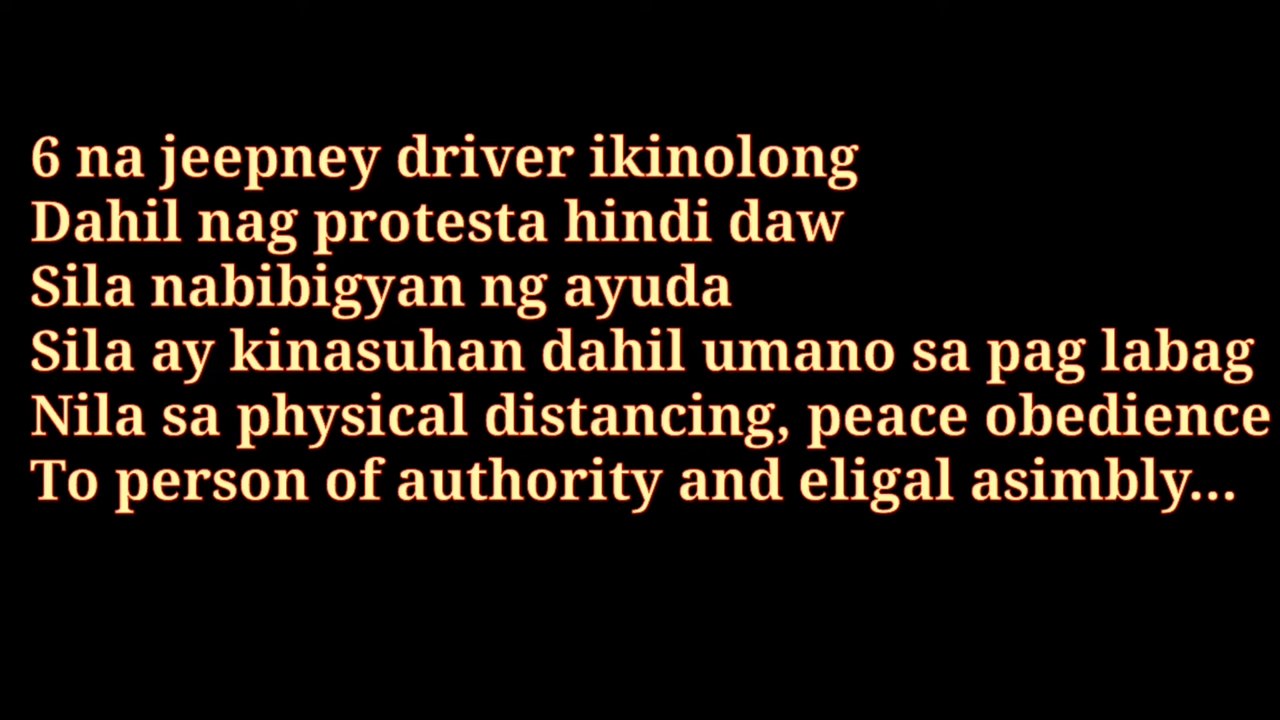 6 na jeepney driver ikinolong
Dahil nag protesta hindi daw
Sila nabibigyan ng ayuda
Sila ay kinasuhan dahil umano sa pag labag
Nila sa physical distancing, peace obedience
To person of authority and eligal asimbly...